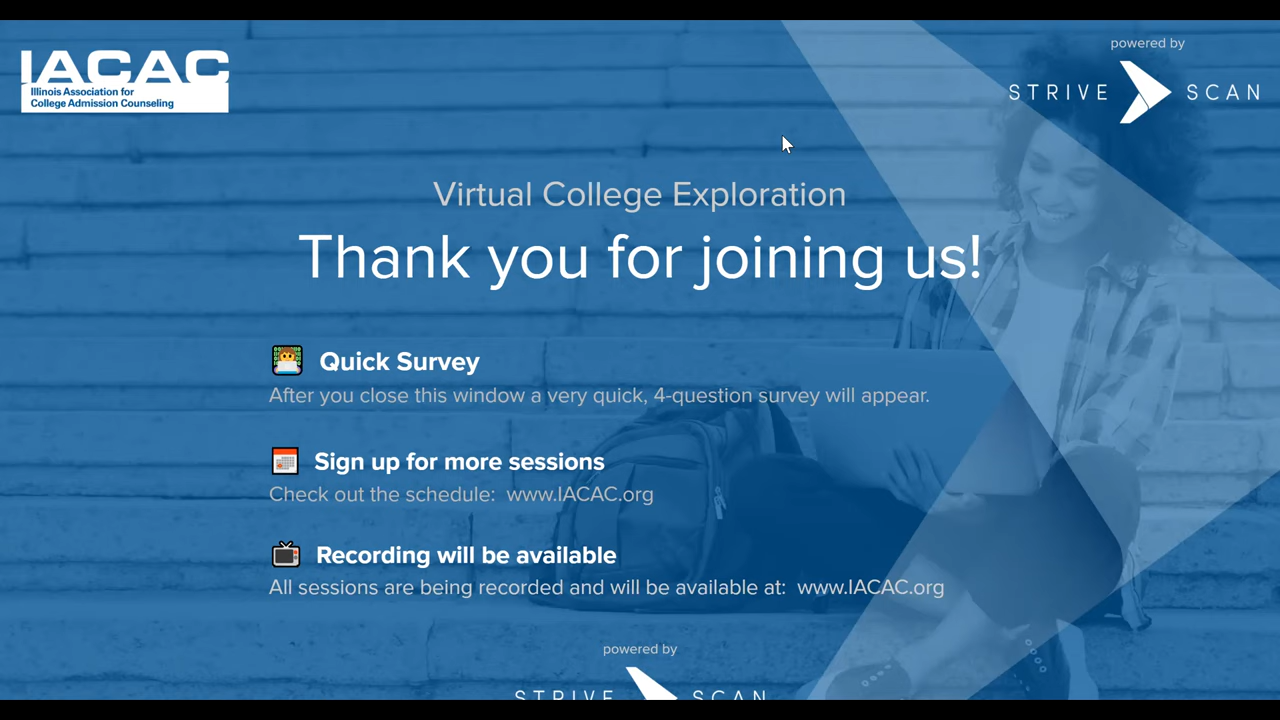 IACAC
Illinois Association for
College Admission Counseling
powered by
STRIVE SCAN
Virtual College Exploration
Thank you for joining us!
Quick Survey
After you close this window a very quick, 4-question survey will appear.
Sign up for more sessions
Check out the schedule: www.IACAC.org
Recording will be available
All sessions are being recorded and will be available at: www.IACAC.org
powered by
STRIVE SCAN